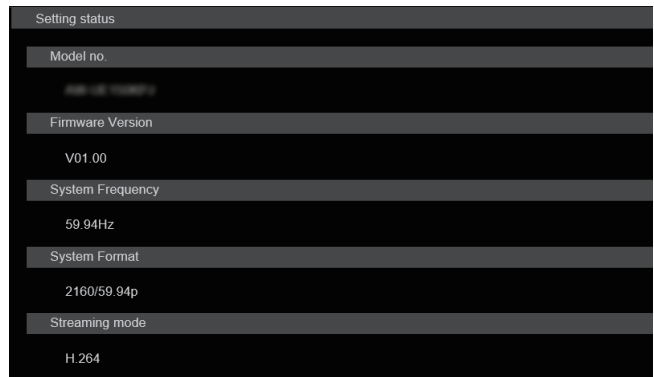 Setting status
Model no.
Firmware Version
V01.00
System Frequency
59.94Hz
System Format
2160/59.94p
Streaming mode
H.264